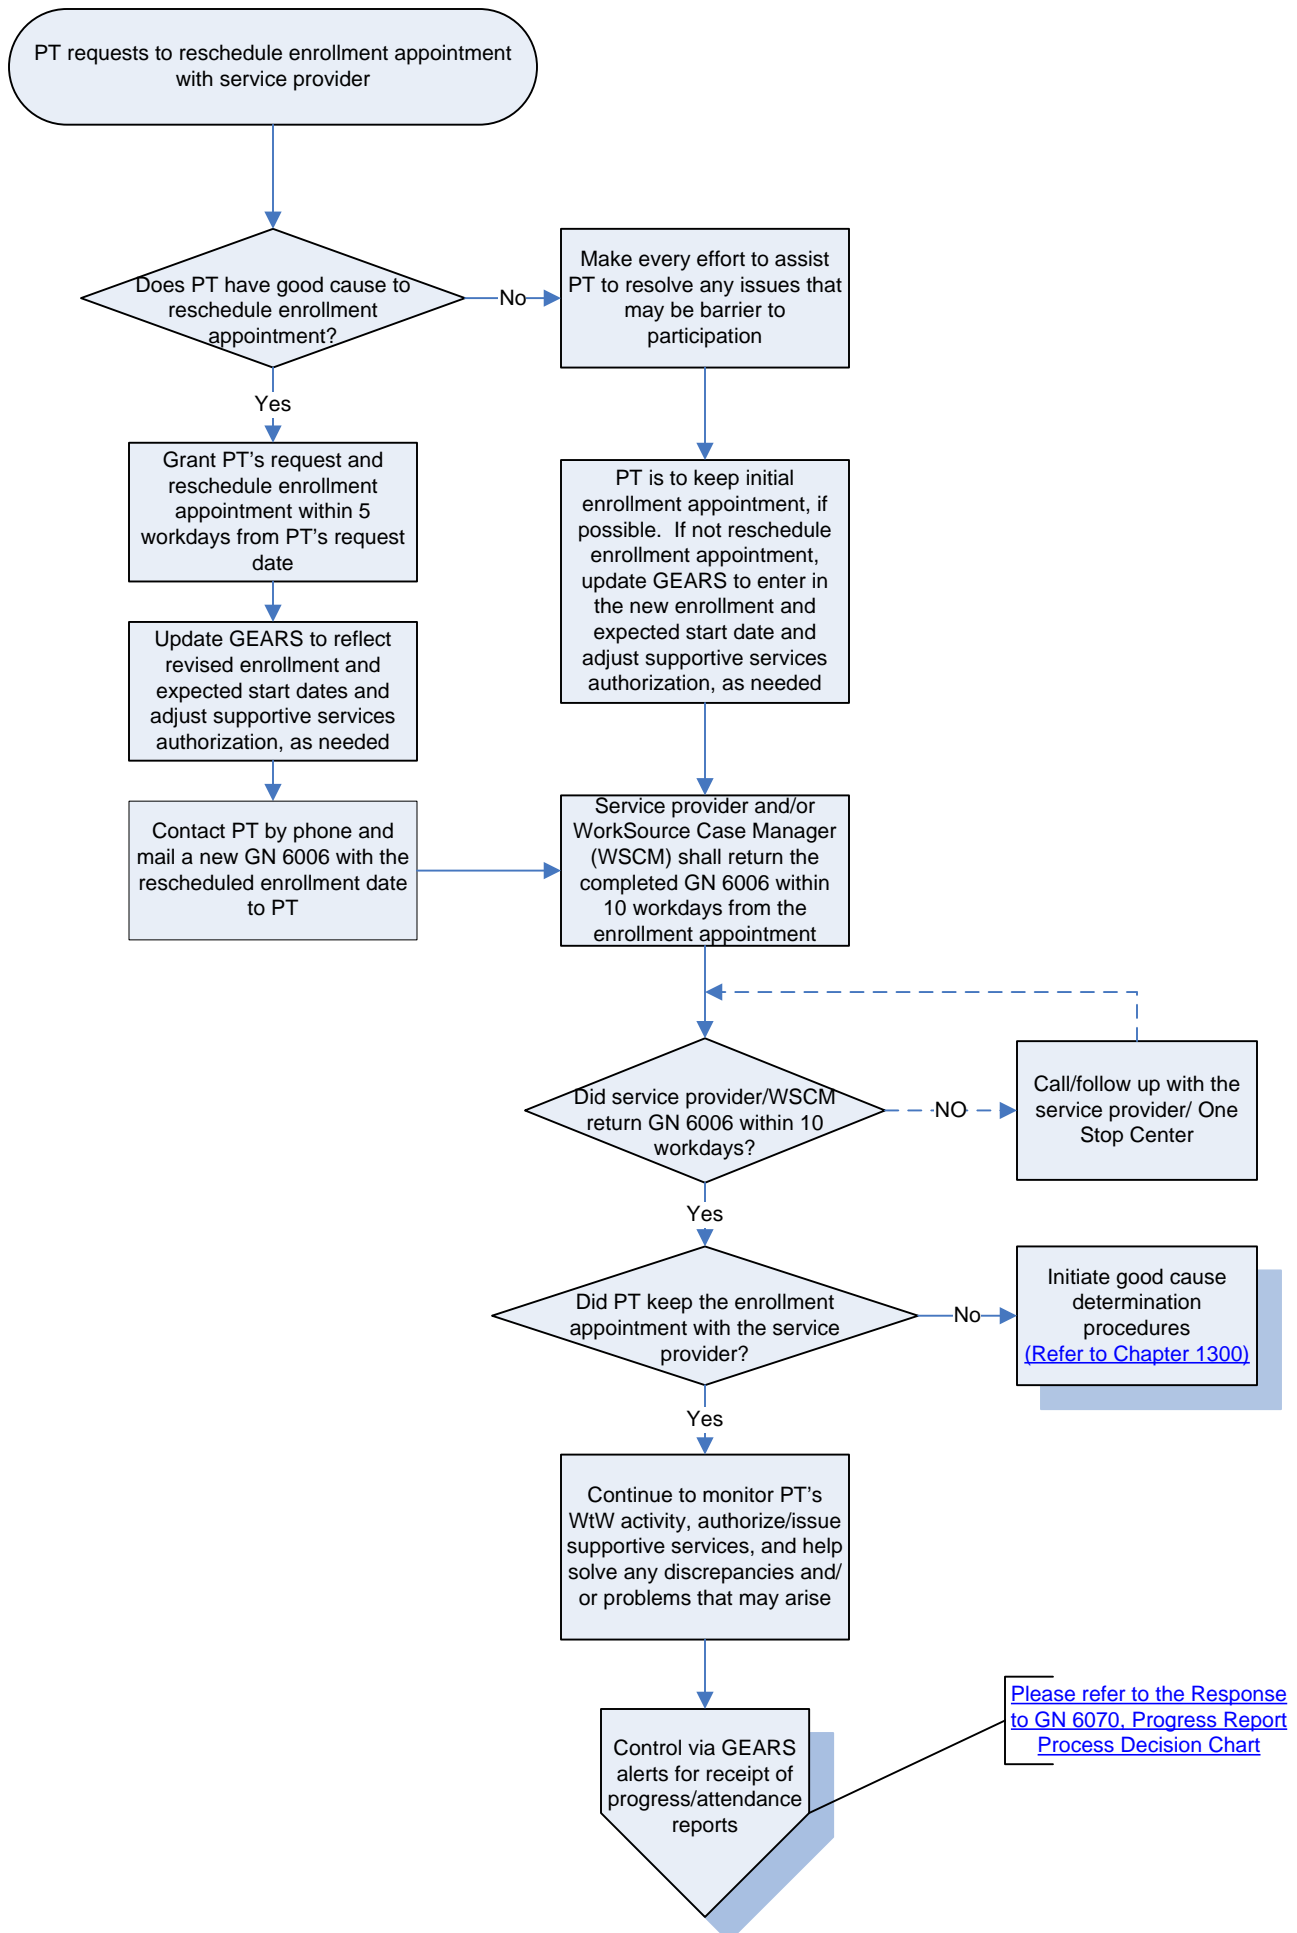 PT requests to reschedule enrollment appointment
with service provider
Does PT have good cause to
reschedule enrollment
appointment?
No
Make every effort to assist
PT to resolve any issues that
may be barrier to
participation
Yes
Grant PT’s request and
reschedule enrollment
appointment within 5
workdays from PT’s request
date
PT is to keep initial
enrollment appointment, if
possible.  If not reschedule
enrollment appointment,
update GEARS to enter in
the new enrollment and
expected start date and
adjust supportive services
authorization, as needed
Update GEARS to reflect
revised enrollment and
expected start dates and
adjust supportive services
authorization, as needed
Contact PT by phone and
mail a new GN 6006 with the
rescheduled enrollment date
to PT
Service provider and/or
WorkSource Case Manager
(WSCM) shall return the
completed GN 6006 within
10 workdays from the
enrollment appointment
Did service provider/WSCM
return GN 6006 within 10
workdays?
NO
Call/follow up with the
service provider/ One
Stop Center
Yes
Did PT keep the enrollment
appointment with the service
provider?
No
Initiate good cause
determination
procedures
(Refer to Chapter 1300)
Yes
Continue to monitor PT’s
WtW activity, authorize/issue
supportive services, and help
solve any discrepancies and/
or problems that may arise
Please refer to the Response
to GN 6070, Progress Report
Process Decision Chart
Control via GEARS
alerts for receipt of
progress/attendance
reports